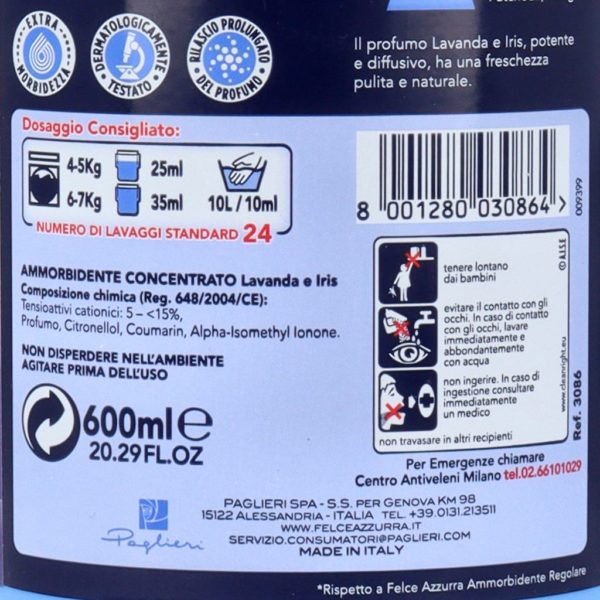 EXTRA
MORBIDEZZA
DERMATOLOGICAMENTE
TESTATO
RILASCIO PROLUNGATO
DEL PROFUMO
Il profumo Lavanda e Iris, potente
e diffusivo, ha una freschezza
pulita e naturale.
Dosaggio Consigliato:
4-5Kg 25ml
6-7Kg 35ml
10L / 10ml
NUMERO DI LAVAGGI STANDARD 24
AMMORBIDENTE CONCENTRATO Lavanda e Iris
Composizione chimica (Reg. 648/2004/CE):
Tensioattivi cationici: 5 – <15%,
Profumo, Citronellol, Coumarin, Alpha-Isomethyl Ionone.
NON DISPERDERE NELL'AMBIENTE
AGITARE PRIMA DELL'USO
600ml e
20.29 FL.OZ
8 001280 030864 >
009399
© A.I.S.E
tenere lontano
dai bambini
evitare il contatto con gli
occhi. In caso di contatto
con gli occhi, lavare
immediatamente e
abbondantemente
con acqua
non ingerire. In caso di
ingestione consultare
immediatamente
un medico
www.cleanright.eu
Ref. 3086
non travasare in altri recipienti
Per Emergenze chiamare
Centro Antiveleni Milano tel.02.66101029
Paglieri
PAGLIERI SPA - S.S. PER GENOVA KM 98
15122 ALESSANDRIA - ITALIA TEL. +39.0131.213511
WWW.FELCEAZZURRA.IT
SERVIZIO.CONSUMATORI@PAGLIERI.COM
MADE IN ITALY
*Rispetto a Felce Azzurra Ammorbidente Regolare